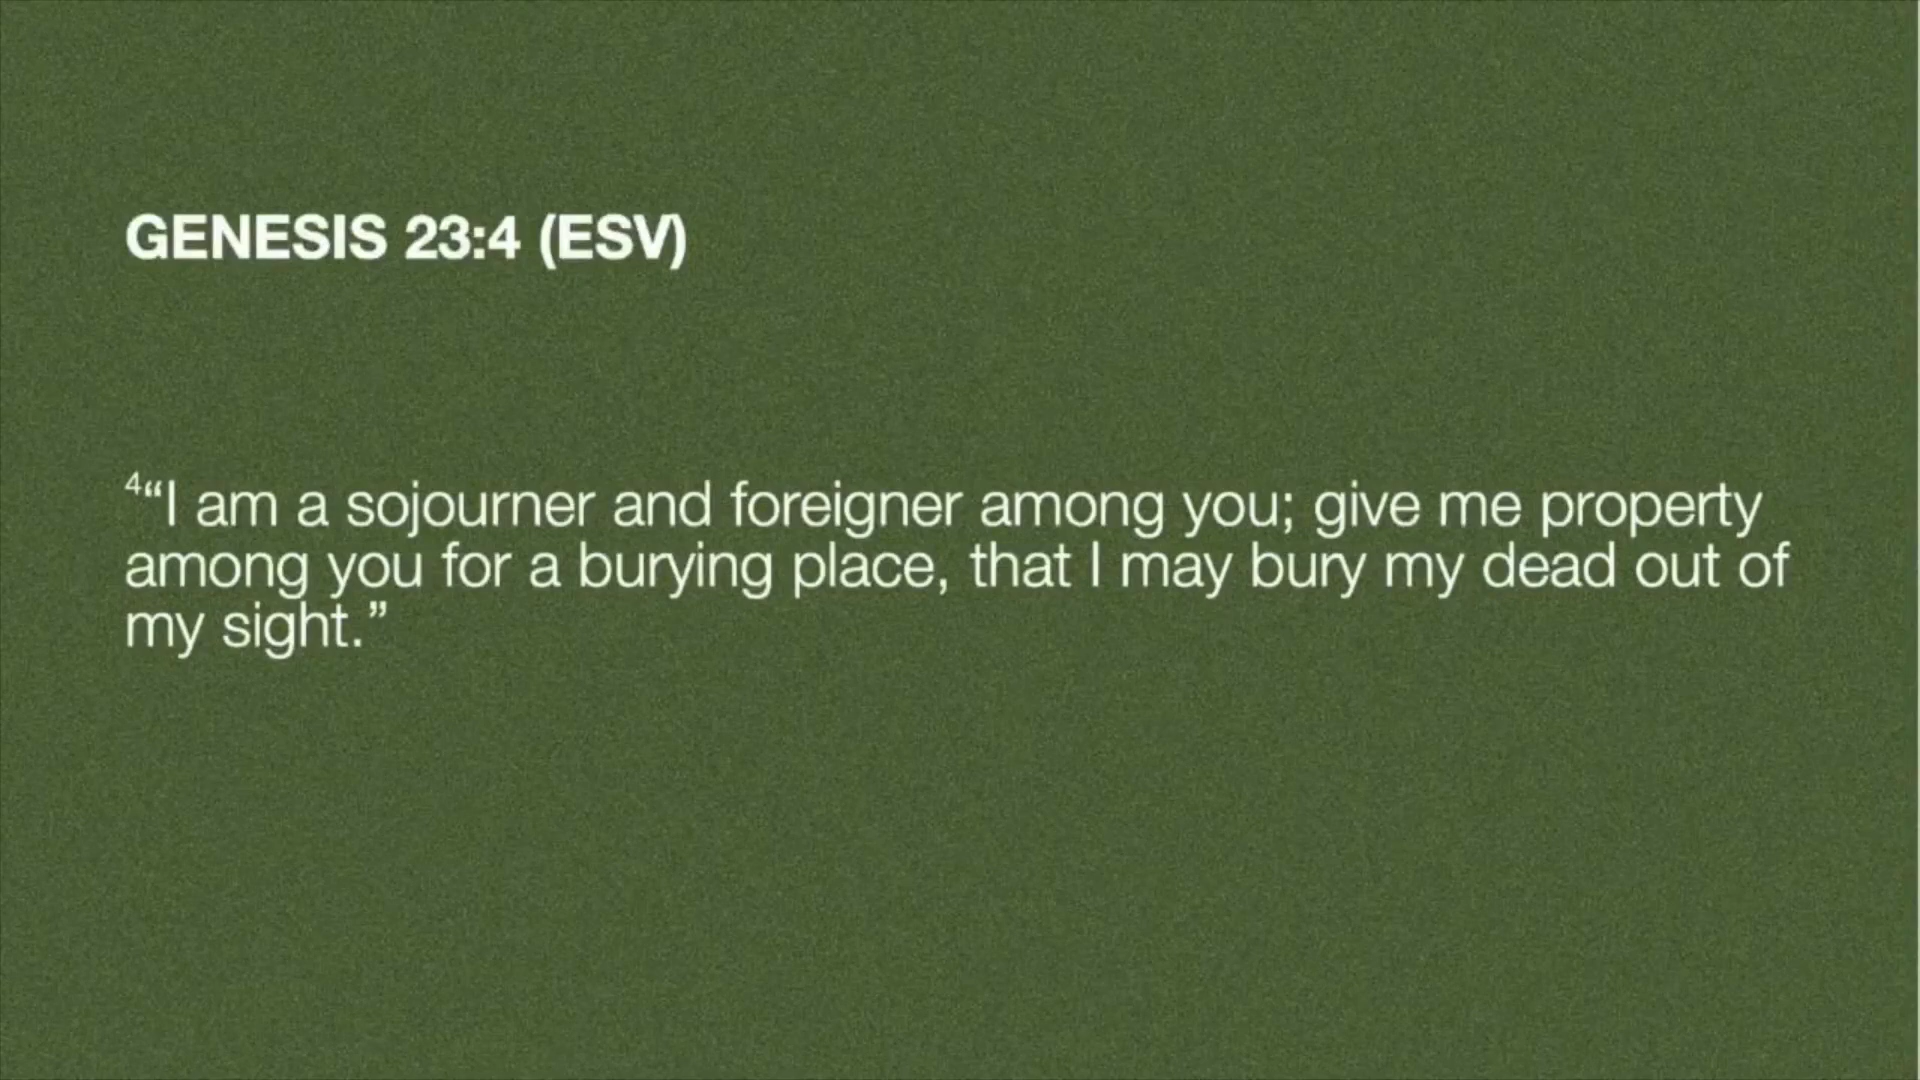 GENESIS 23:4 (ESV)
4“I am a sojourner and foreigner among you; give me property
among you for a burying place, that I may bury my dead out of
my sight.”